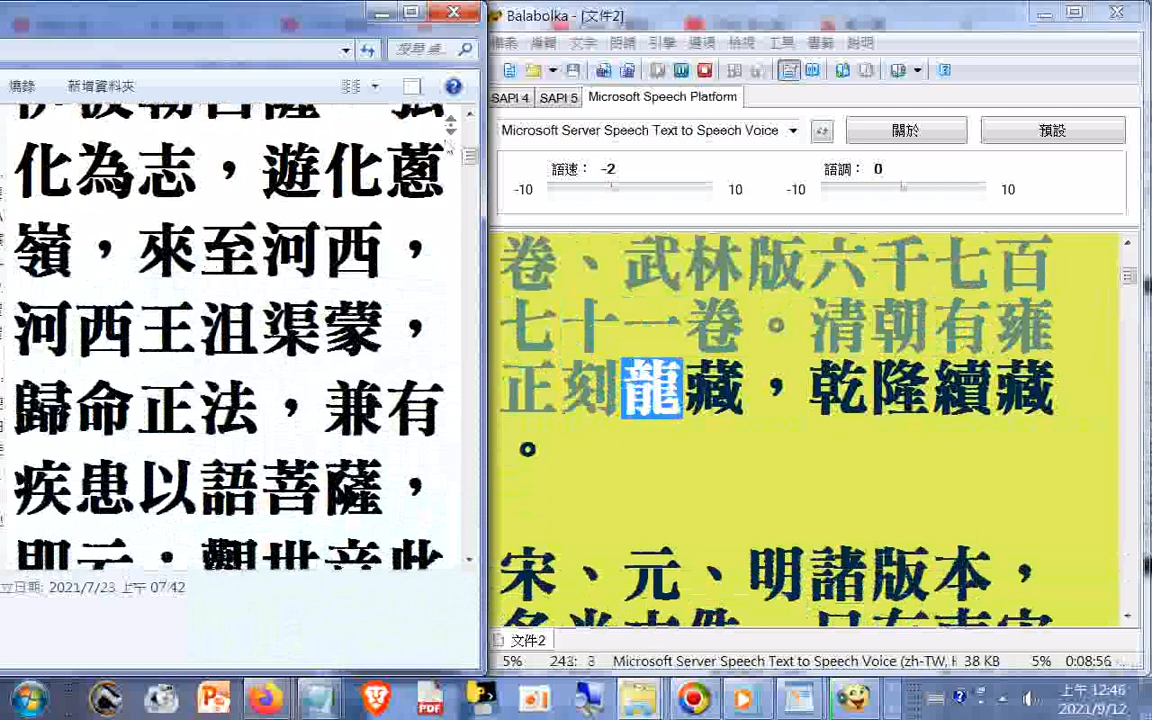 燒錄
新增資料夾
化為志，遊化蔥
嶺，來至河西，
河西王沮渠蒙，
歸命正法，兼有
疾患以語菩薩，
2021/7/23 上午 07:42
Balabolka - [文件2]
檔案 編輯 文字 朗讀 引擎 選項 檢視 工具 書籤 說明
SAPI 4
SAPI 5
Microsoft Speech Platform
Microsoft Server Speech Text to Speech Voice
關於
預設
語速： -2
-10
10
語調： 0
-10
10
卷、武林版六千七百
七十一卷。清朝有雍
正刻龍藏，乾隆續藏
。
宋、元、明諸版本，
文件2
5%
243: 3
Microsoft Server Speech Text to Speech Voice (zh-TW, H
38 KB
5%
0:08:56
上午 12:46
2021/9/12